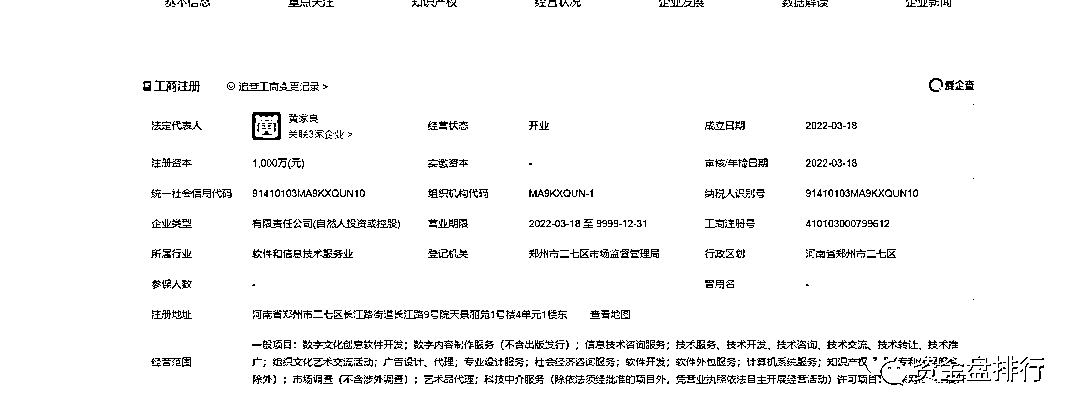 基本信息 重点关注 知识产权 经营状况 企业发展 数据解读 企业新闻
工商注册 追查工商变更记录 > 爱企查
法定代表人 黄家良 经营状态 开业 成立日期 2022-03-18
关联3家企业 >
注册资本 1,000万(元) 实缴资本 - 审核/年检日期 2022-03-18
统一社会信用代码 91410103MA9KXQUN10 组织机构代码 MA9KXQUN-1 纳税人识别号 91410103MA9KXQUN10
企业类型 有限责任公司(自然人投资或控股) 营业期限 2022-03-18 至 9999-12-31 工商注册号 410103000799612
所属行业 软件和信息技术服务业 登记机关 郑州市二七区市场监督管理局 行政区划 河南省郑州市二七区
参保人数 - 曾用名 -
注册地址 河南省郑州市二七区长江路街道长江路9号院天景丽苑1号楼4单元1楼东 查看地图
一般项目：数字文化创意软件开发；数字内容制作服务（不含出版发行）；信息技术咨询服务；技术服务、技术开发、技术咨询、技术交流、技术转让、技术推
经营范围 广；组织文化艺术交流活动；广告设计、代理；专业设计服务；社会经济咨询服务；软件开发；软件外包服务；计算机系统服务；知识产权
除外）；市场调查（不含涉外调查）；艺术品代理；科技中介服务（除依法须经批准的项目外，凭营业执照依法自主开展经营活动）许可项目：
资金盘排行